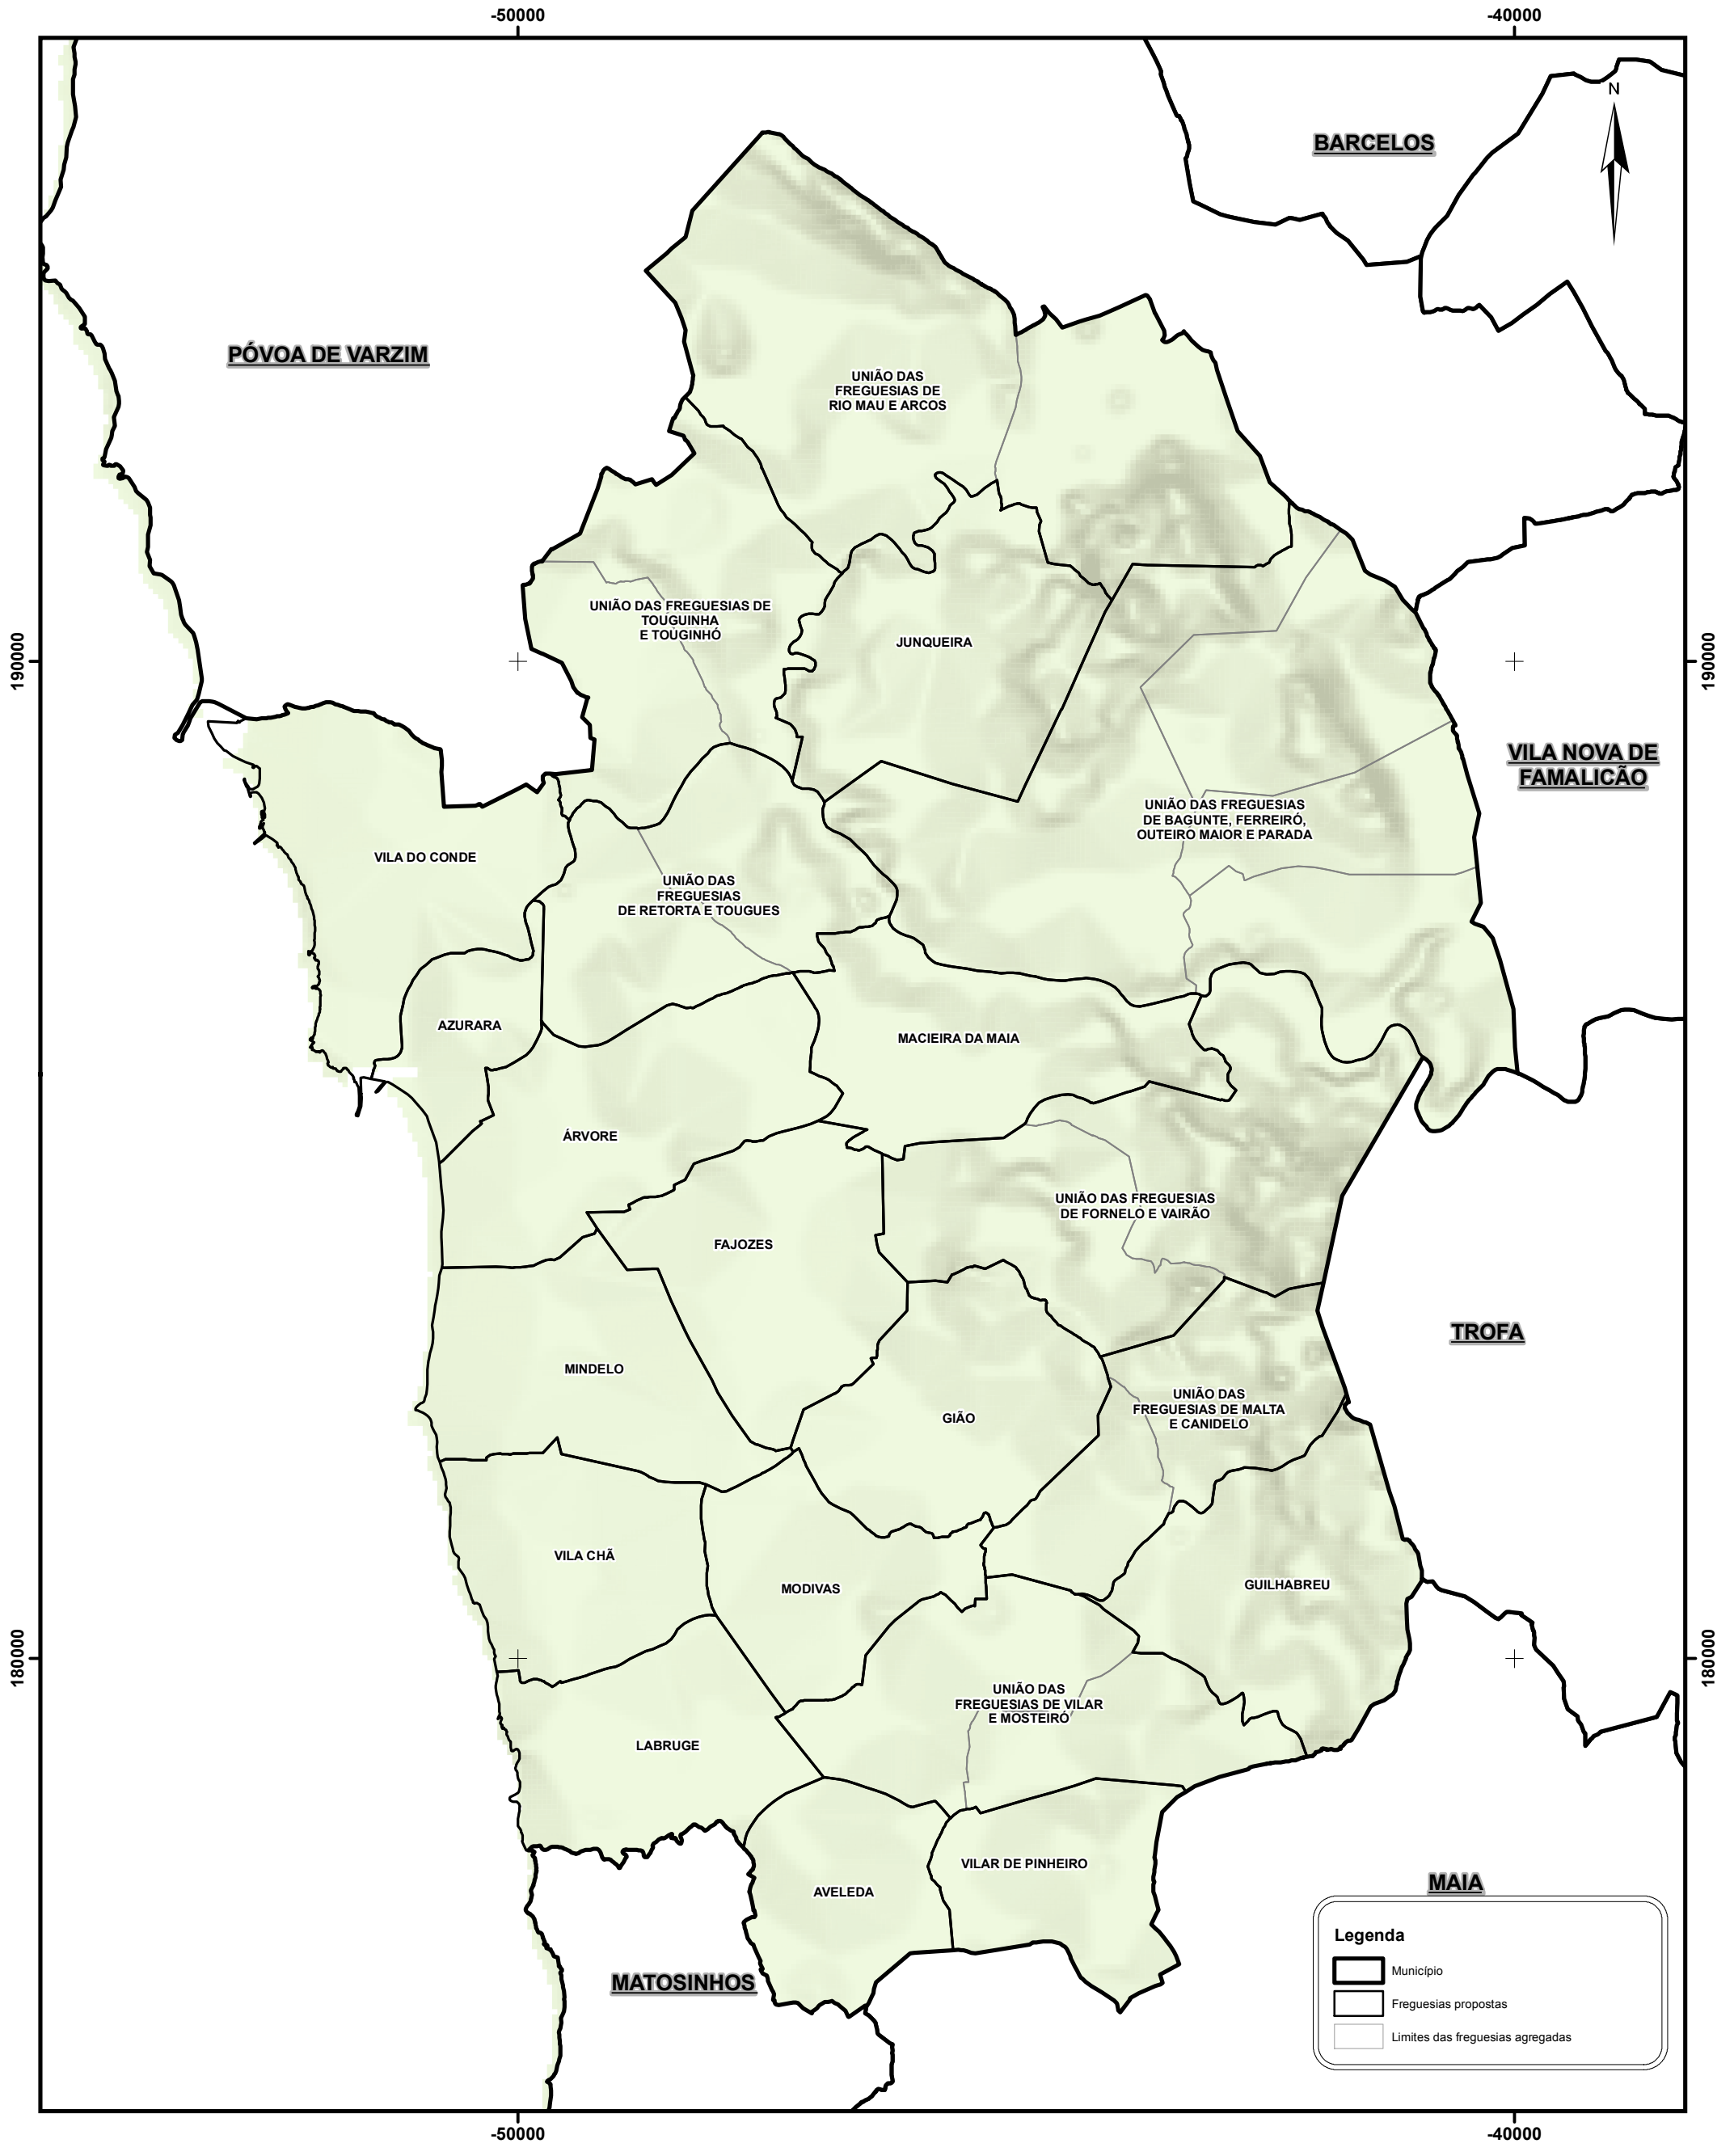 -50000
-40000
N
BARCELOS
PÓVOA DE VARZIM
UNIÃO DAS
FREGUESIAS DE
RIO MAU E ARCOS
UNIÃO DAS FREGUESIAS DE
TOUGUINHA
E TOUGINHÓ
JUNQUEIRA
190000
190000
VILA NOVA DE
FAMALICÃO
UNIÃO DAS FREGUESIAS
DE BAGUNTE, FERREIRÓ,
OUTEIRO MAIOR E PARADA
VILA DO CONDE
UNIÃO DAS
FREGUESIAS
DE RETORTA E TOUGUES
AZURARA
MACIEIRA DA MAIA
ÁRVORE
UNIÃO DAS FREGUESIAS
DE FORNELO E VAIRÃO
FAJOZES
TROFA
MINDELO
UNIÃO DAS
FREGUESIAS DE MALTA
E CANIDELO
GIÃO
VILA CHÃ
MODIVAS
GUILHABREU
180000
180000
UNIÃO DAS
FREGUESIAS DE VILAR
E MOSTEIRÓ
LABRUGE
VILAR DE PINHEIRO
AVELEDA
MAIA
MATOSINHOS
Legenda
Município
Freguesias propostas
Limites das freguesias agregadas
-50000
-40000